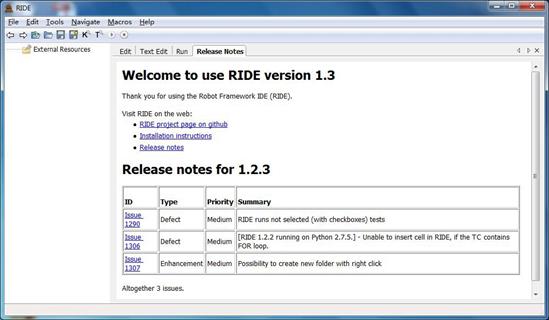 RIDE
File Edit Tools Navigate Macros Help
External Resources
Edit Text Edit Run Release Notes
Welcome to use RIDE version 1.3
Thank you for using the Robot Framework IDE (RIDE).
Visit RIDE on the web:
RIDE project page on github
Installation instructions
Release notes
Release notes for 1.2.3
ID Type Priority Summary
Issue 1290 Defect Medium RIDE runs not selected (with checkboxes) tests
Issue 1306 Defect Medium [RIDE 1.2.2 running on Python 2.7.5.] - Unable to insert cell in RIDE, if the TC contains
FOR loop.
Issue 1307 Enhancement Medium Possibility to create new folder with right click
Altogether 3 issues.